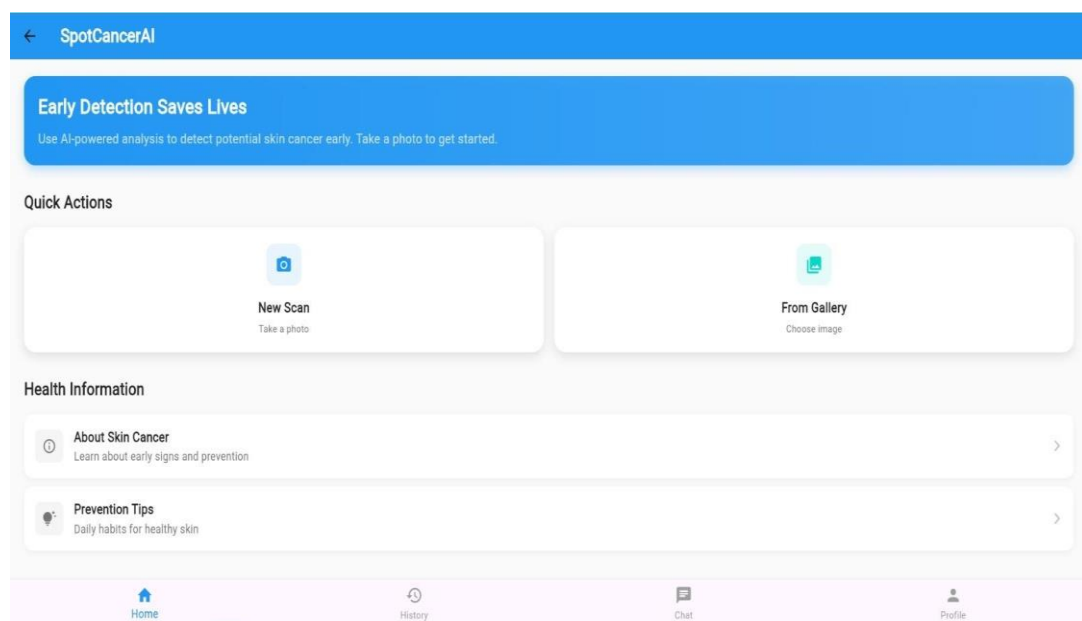 SpotCancerAI
Early Detection Saves Lives
Use AI-powered analysis to detect potential skin cancer early. Take a photo to get started.
Quick Actions
New Scan
Take a photo
From Gallery
Choose image
Health Information
About Skin Cancer
Learn about early signs and prevention
Prevention Tips
Daily habits for healthy skin
Home
History
Chat
Profile